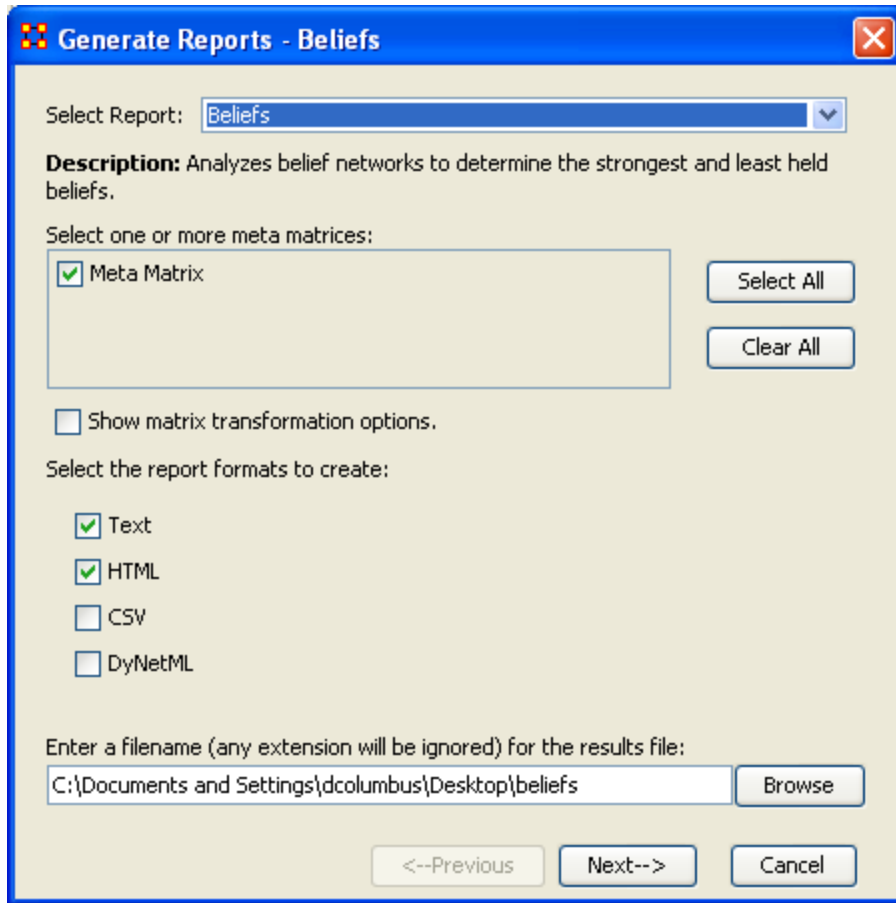 Generate Reports - Beliefs
Select Report: Beliefs
Description: Analyzes belief networks to determine the strongest and least held
beliefs.
Select one or more meta matrices:
Meta Matrix
Select All
Clear All
Show matrix transformation options.
Select the report formats to create:
Text
HTML
CSV
DyNetML
Enter a filename (any extension will be ignored) for the results file:
C:\Documents and Settings\dcolumbus\Desktop\beliefs Browse
<--Previous Next--> Cancel